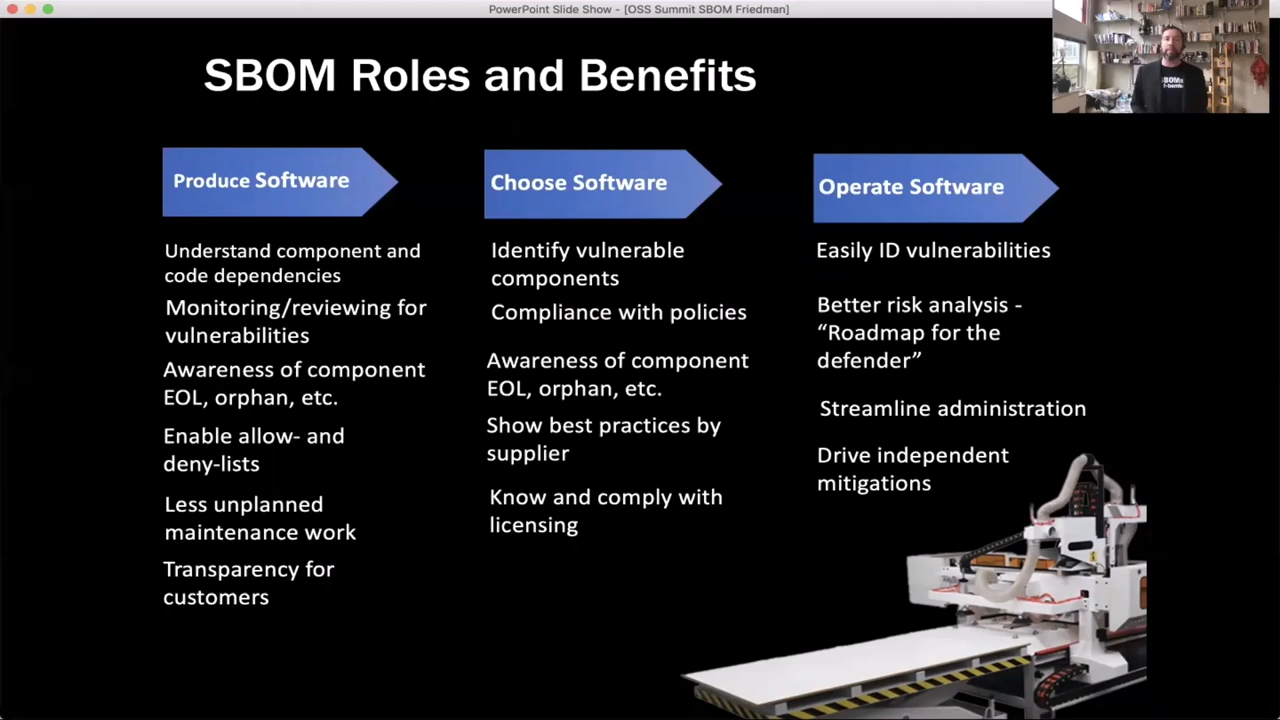 PowerPoint Slide Show - [OSS Summit SBOM Friedman]
SBOM Roles and Benefits
Produce Software
Understand component and
code dependencies
Monitoring/reviewing for
vulnerabilities
Awareness of component
EOL, orphan, etc.
Enable allow- and
deny-lists
Less unplanned
maintenance work
Transparency for
customers
Choose Software
Identify vulnerable
components
Compliance with policies
Awareness of component
EOL, orphan, etc.
Show best practices by
supplier
Know and comply with
licensing
Operate Software
Easily ID vulnerabilities
Better risk analysis -
“Roadmap for the
defender”
Streamline administration
Drive independent
mitigations